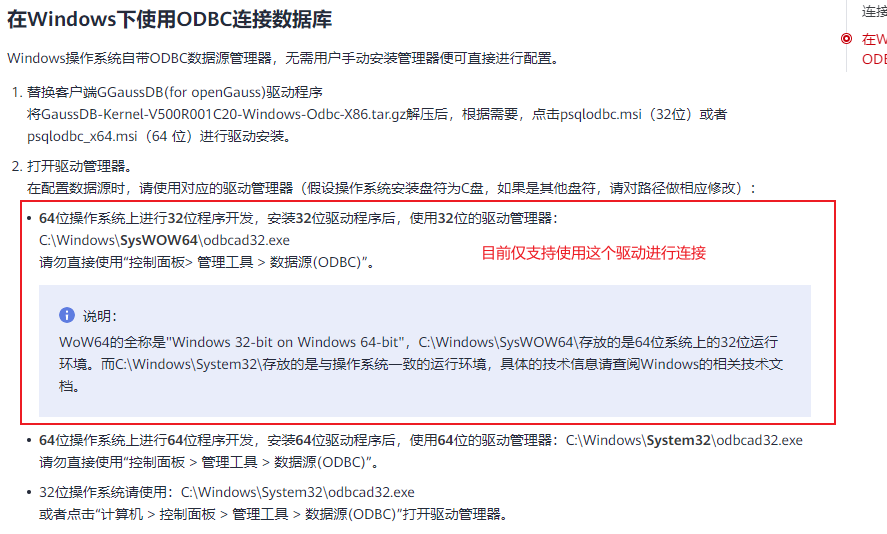 在Windows下使用ODBC连接数据库
连接
在W
ODB
Windows操作系统自带ODBC数据源管理器，无需用户手动安装管理器便可直接进行配置。
1. 替换客户端GGaussDB(for openGauss)驱动程序
将GaussDB-Kernel-V500R001C20-Windows-Odbc-X86.tar.gz解压后，根据需要，点击psqlodbc.msi（32位）或者
psqlodbc_x64.msi（64 位）进行驱动安装。
2. 打开驱动管理器。
在配置数据源时，请使用对应的驱动管理器（假设操作系统安装盘符为C盘，如果是其他盘符，请对路径做相应修改）：
• 64位操作系统上进行32位程序开发，安装32位驱动程序后，使用32位的驱动管理器：
C:\Windows\SysWOW64\odbcad32.exe
请勿直接使用“控制面板> 管理工具 > 数据源(ODBC)”。
目前仅支持使用这个驱动进行连接
说明：
WoW64的全称是"Windows 32-bit on Windows 64-bit"，C:\Windows\SysWOW64\存放的是64位系统上的32位运行
环境。而C:\Windows\System32\存放的是与操作系统一致的运行环境，具体的技术信息请查阅Windows的相关技术文
档。
• 64位操作系统上进行64位程序开发，安装64位驱动程序后，使用64位的驱动管理器：C:\Windows\System32\odbcad32.exe
请勿直接使用“控制面板 > 管理工具 > 数据源(ODBC)”。
• 32位操作系统请使用：C:\Windows\System32\odbcad32.exe
或者点击“计算机 > 控制面板 > 管理工具 > 数据源(ODBC)”打开驱动管理器。